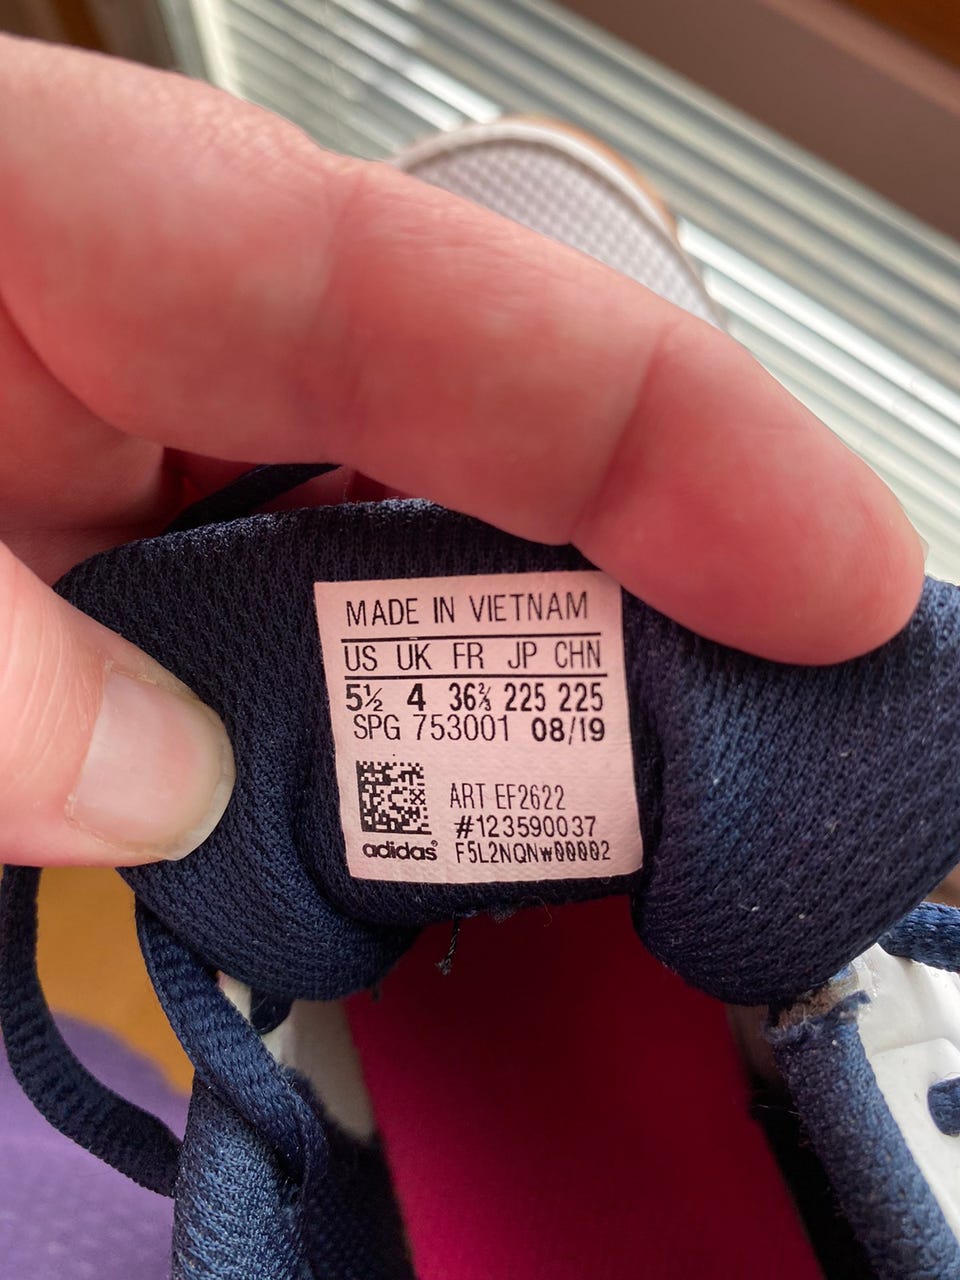 MADE IN VIETNAM
US UK FR JP CHN
5½ 4 36⅔ 225 225
SPG 753001 08/19
ART EF2622
#123590037
adidas® F5L2NQNW00002